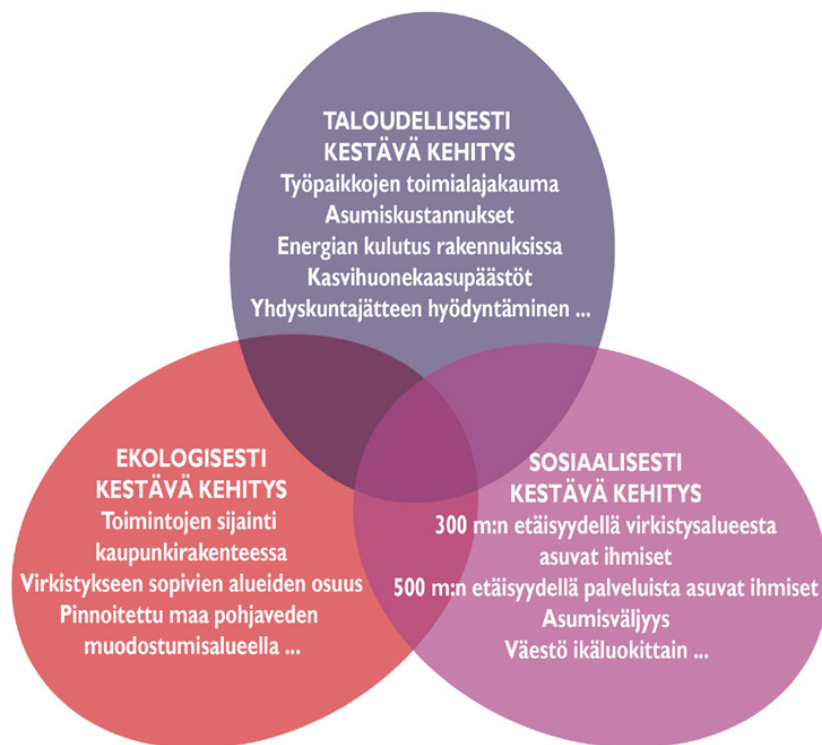 TALOUDELLISESTI
KESTÄVÄ KEHITYS
Työpaikkojen toimialajakauma
Asumiskustannukset
Energian kulutus rakennuksissa
Kasvihuonekaasupäästöt
Yhdyskuntajätteen hyödyntäminen ...
EKOLOGISESTI
KESTÄVÄ KEHITYS
Toimintojen sijainti
kaupunkirakenteessa
Virkistykseen sopivien alueiden osuus
Pinnoitettu maa pohjaveden
muodostumisalueella ...
SOSIAALISESTI
KESTÄVÄ KEHITYS
300 m:n etäisyydellä virkistysalueesta
asuvat ihmiset
500 m:n etäisyydellä palveluista asuvat ihmiset
Asumisväljyys
Väestö ikäluokittain ...